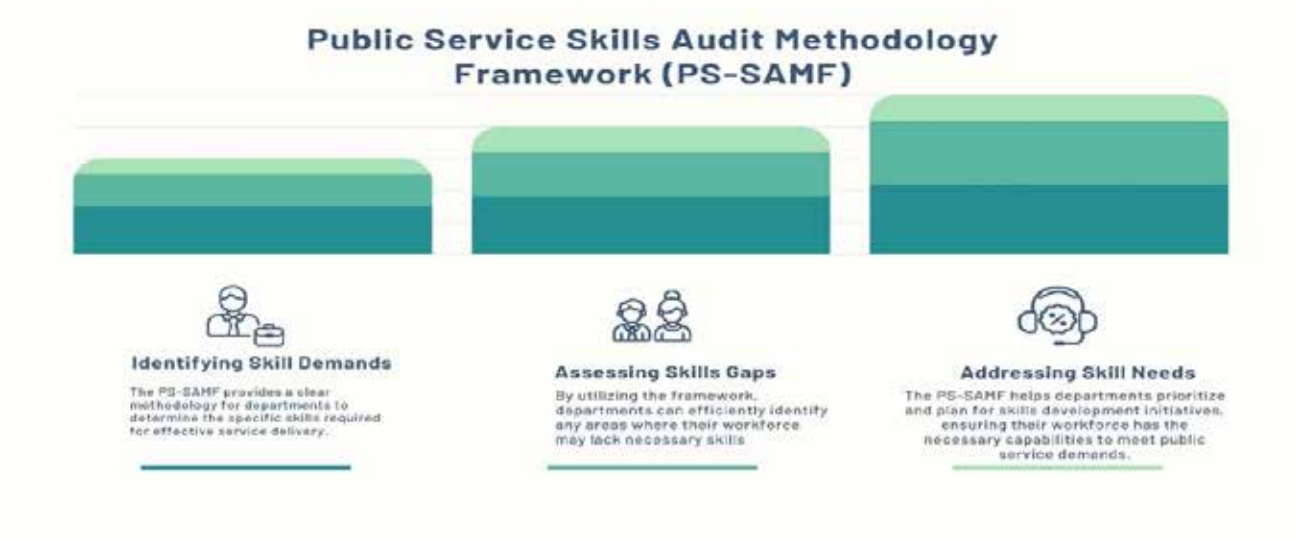 Public Service Skills Audit Methodology
Framework (PS-SAMF)
Identifying Skill Demands
The PS-SAMF provides a clear
methodology for departments to
determine the specific skills required
for effective service delivery.
Assessing Skills Gaps
By utilizing the framework,
departments can efficiently identify
any areas where their workforce
may lack necessary skills
Addressing Skill Needs
The PS-SAMF helps departments prioritize
and plan for skills development initiatives,
ensuring their workforce has the
necessary capabilities to meet public
service demands.